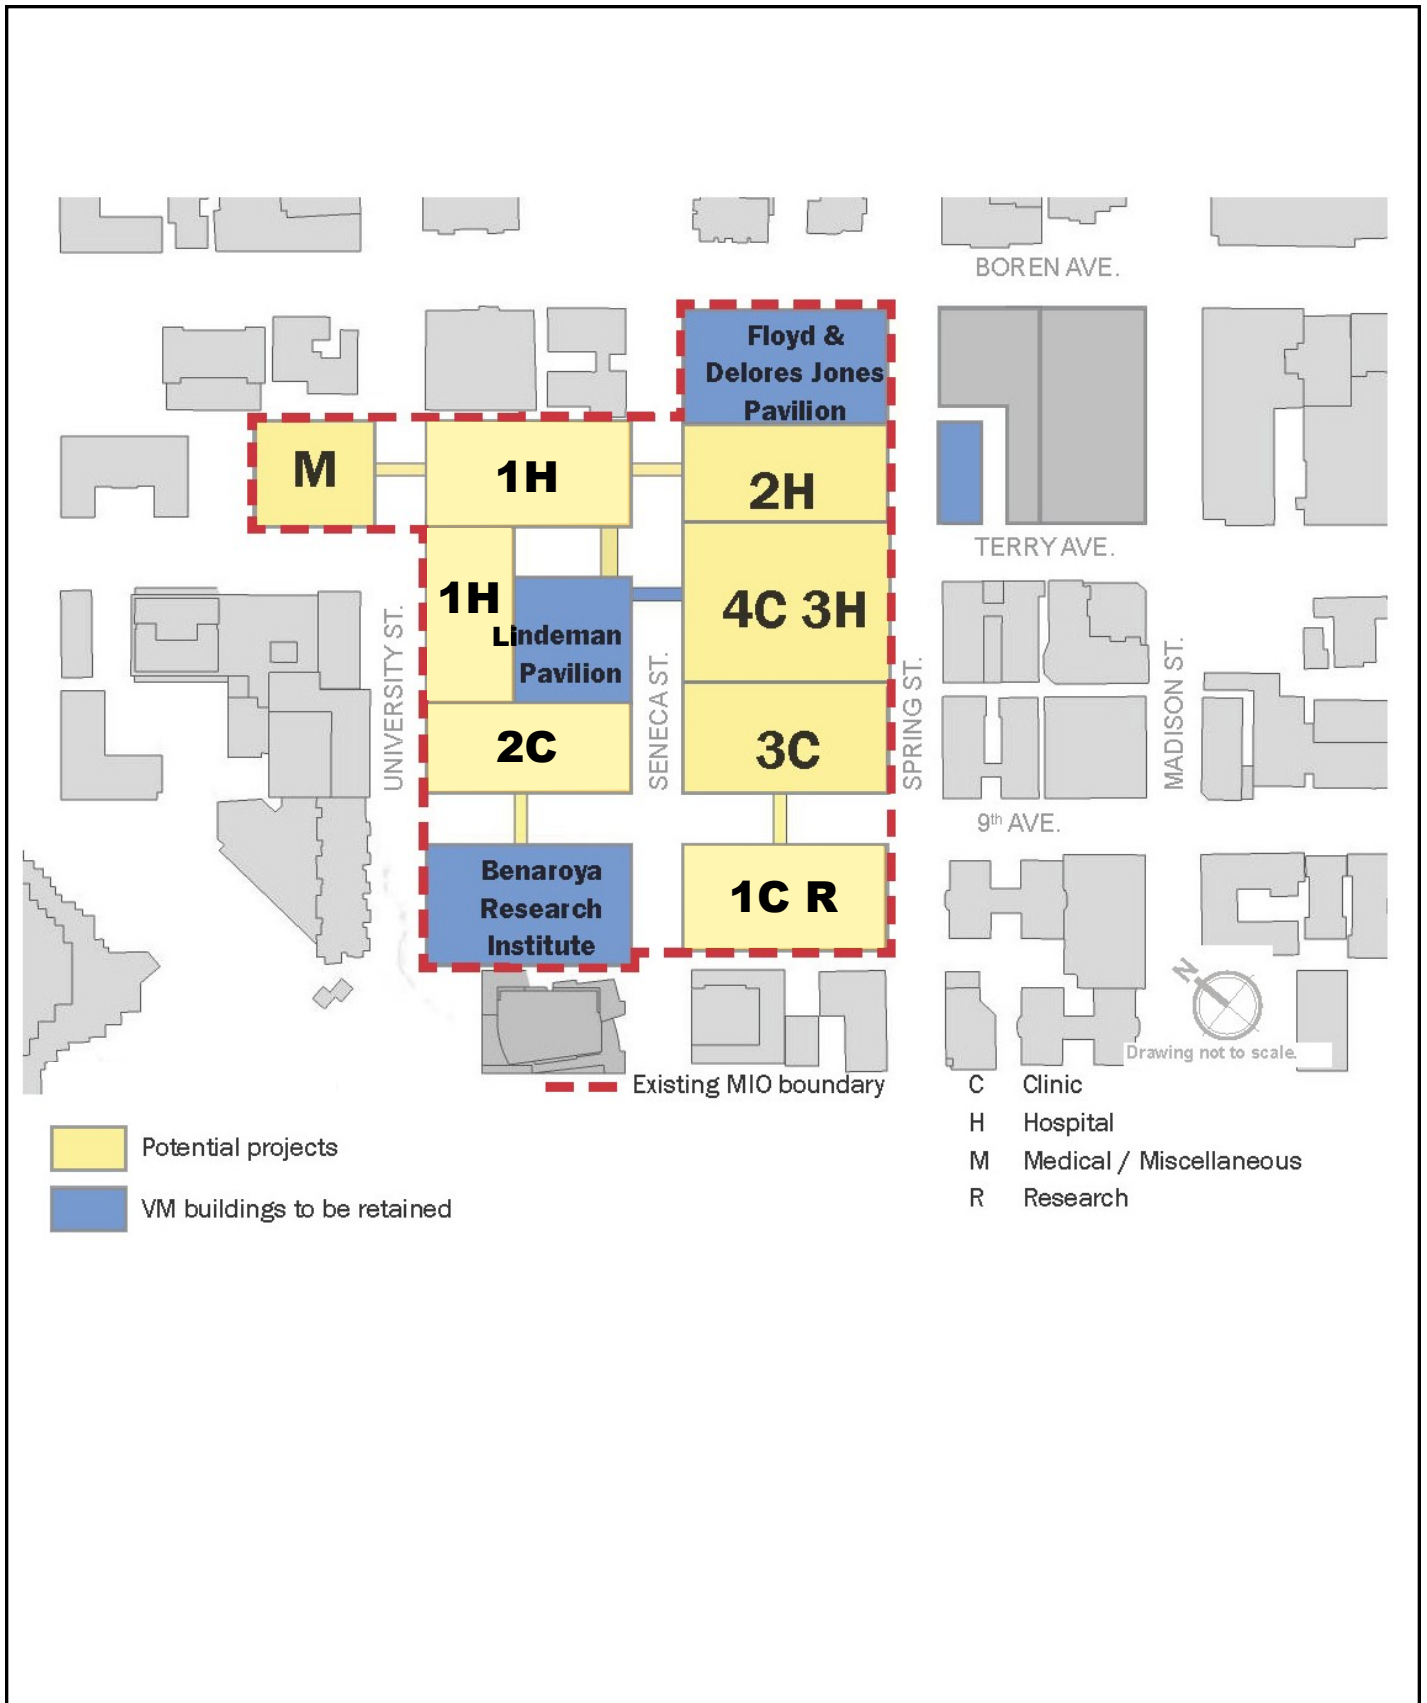 BOREN AVE.
Floyd &
Delores Jones
Pavilion
M
1H
2H
TERRY AVE.
1H
4C 3H
Lindeman
Pavilion
UNIVERSITY ST.
SENECA ST.
SPRING ST.
MADISON ST.
2C
3C
9th AVE.
Benaroya
Research
Institute
1C R
N
Drawing not to scale.
Existing MIO boundary
C Clinic
H Hospital
M Medical / Miscellaneous
R Research
Potential projects
VM buildings to be retained